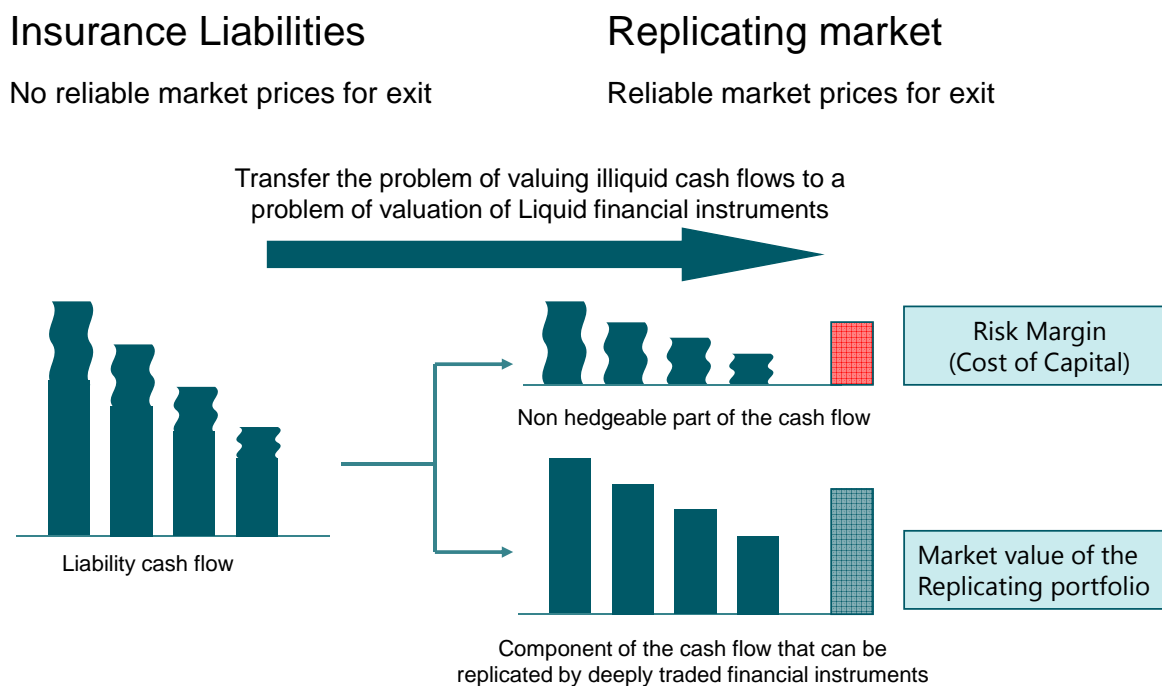 Insurance Liabilities
Replicating market
No reliable market prices for exit
Reliable market prices for exit
Transfer the problem of valuing illiquid cash flows to a
problem of valuation of Liquid financial instruments
Risk Margin
(Cost of Capital)
Non hedgeable part of the cash flow
Liability cash flow
Market value of the
Replicating portfolio
Component of the cash flow that can be
replicated by deeply traded financial instruments